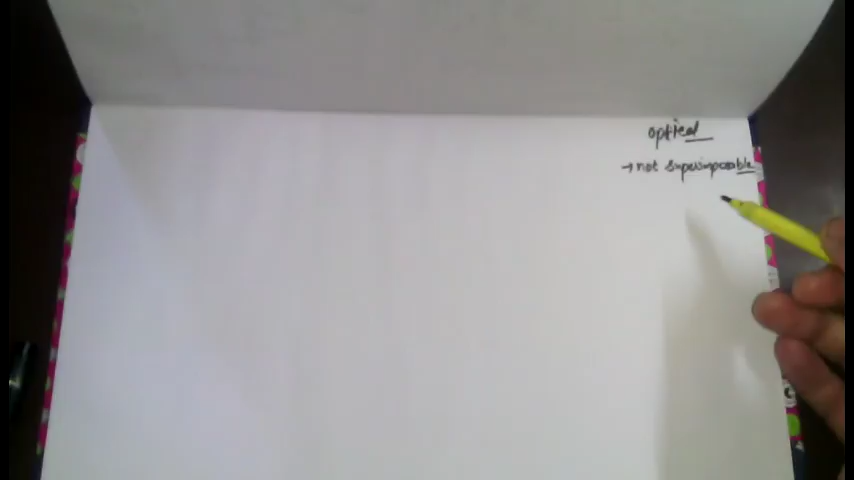 optical
→ not superimposable